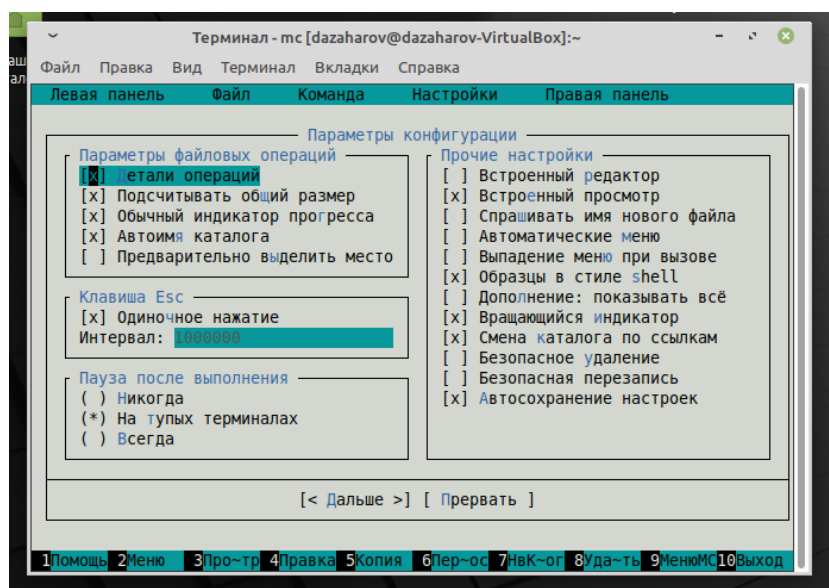 Терминал - mc [dazaharov@dazaharov-VirtualBox]:~
Файл Правка Вид Терминал Вкладки Справка
Левая панель Файл Команда Настройки Правая панель
Параметры конфигурации
Параметры файловых операций
[x] Детали операций
[x] Подсчитывать общий размер
[x] Обычный индикатор прогресса
[x] Автоимя каталога
[ ] Предварительно выделить место
Клавиша Esc
[x] Одиночное нажатие
Интервал: 1000000
Пауза после выполнения
( ) Никогда
(*) На тупых терминалах
( ) Всегда
Прочие настройки
[ ] Встроенный редактор
[x] Встроенный просмотр
[ ] Спрашивать имя нового файла
[ ] Автоматические меню
[ ] Выпадение меню при вызове
[x] Образцы в стиле shell
[ ] Дополнение: показывать всё
[x] Вращающийся индикатор
[x] Смена каталога по ссылкам
[ ] Безопасное удаление
[ ] Безопасная перезапись
[x] Автосохранение настроек
[< Дальше >] [ Прервать ]
1Помощь 2Меню 3Про~тр 4Правка 5Копия 6Пер~ос 7НвК~ог 8Уда~ть 9МенюMC 10Выход